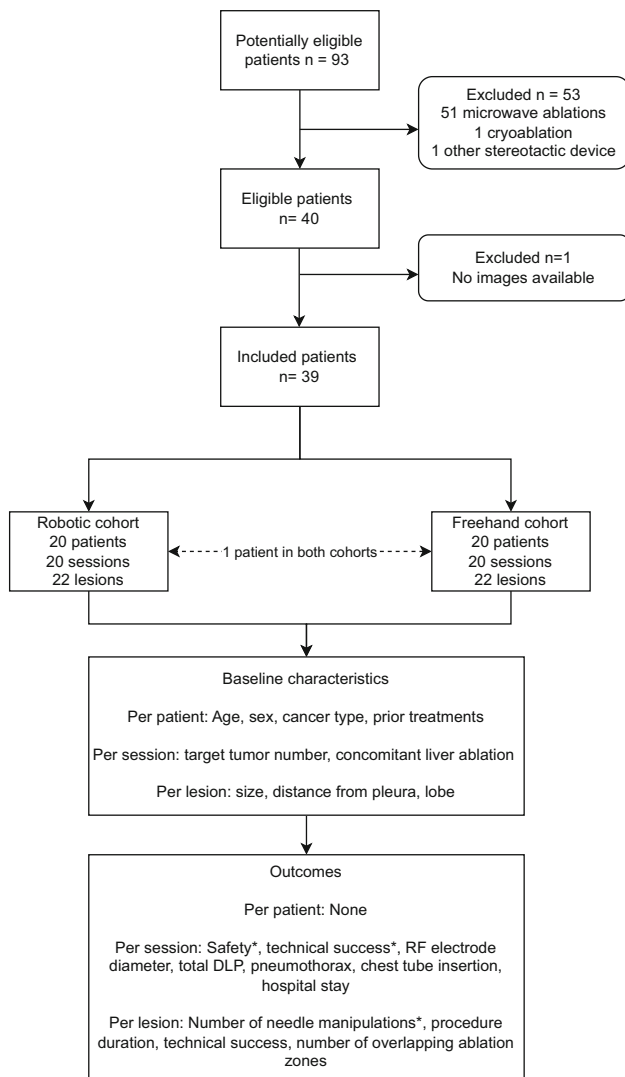 Potentially eligible
patients n = 93
Excluded n = 53
51 microwave ablations
1 cryoablation
1 other stereotactic device
Eligible patients
n= 40
Excluded n=1
No images available
Included patients
n= 39
Robotic cohort
20 patients
20 sessions
22 lesions
1 patient in both cohorts
Freehand cohort
20 patients
20 sessions
22 lesions
Baseline characteristics
Per patient: Age, sex, cancer type, prior treatments
Per session: target tumor number, concomitant liver ablation
Per lesion: size, distance from pleura, lobe
Outcomes
Per patient: None
Per session: Safety*, technical success*, RF electrode
diameter, total DLP, pneumothorax, chest tube insertion,
hospital stay
Per lesion: Number of needle manipulations*, procedure
duration, technical success, number of overlapping ablation
zones